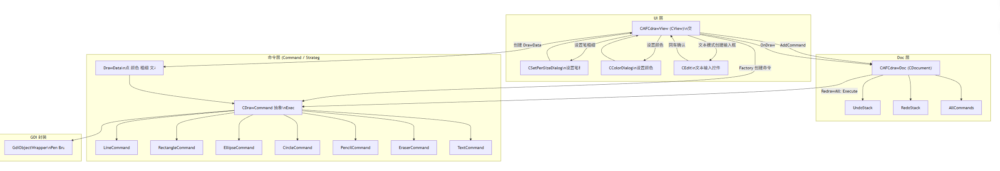 UI 层
CMFCdrawView (CView)\n交
创建 DrawData
设置笔粗细
设置颜色
回车确认
文本模式创建输入框
OnDraw
AddCommand
命令层 (Command / Strateg
Doc 层
DrawData\n点 颜色 粗细
CSetPenSizeDialog\n设置笔
CColorDialog\n设置颜色
CEdit\n文本输入控件
Factory 创建命令
CMFCdrawDoc (CDocument)
RedrawAll: Execute
CDrawCommand 抽象\nExec
UndoStack
RedoStack
AllCommands
GDI 封装
GdiObjectWrapper\nPen Bru
LineCommand
RectangleCommand
EllipseCommand
CircleCommand
PencilCommand
EraserCommand
TextCommand